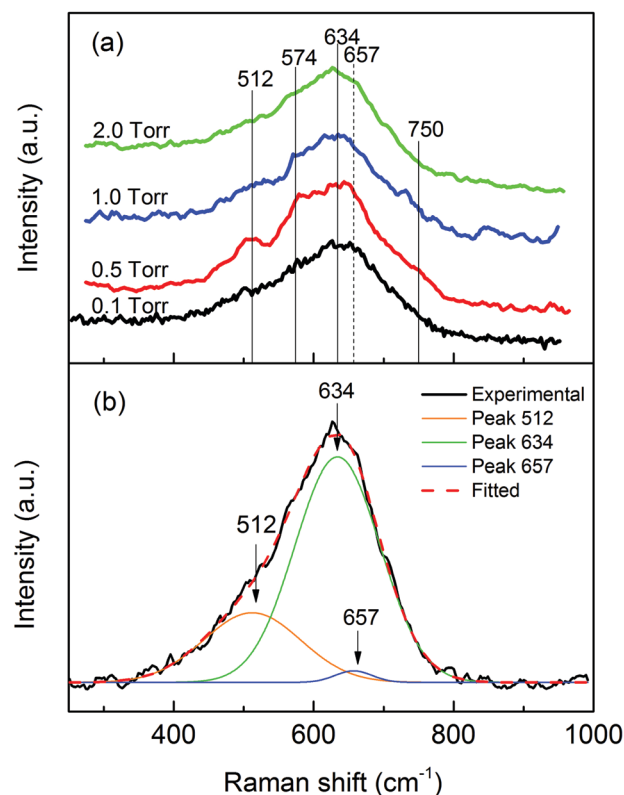 (a)
634
574
657
512
750
2.0 Torr
1.0 Torr
0.5 Torr
0.1 Torr
Intensity (a.u.)
(b)
634
512
657
Experimental
Peak 512
Peak 634
Peak 657
Fitted
Intensity (a.u.)
400 600 800 1000
Raman shift (cm⁻¹)